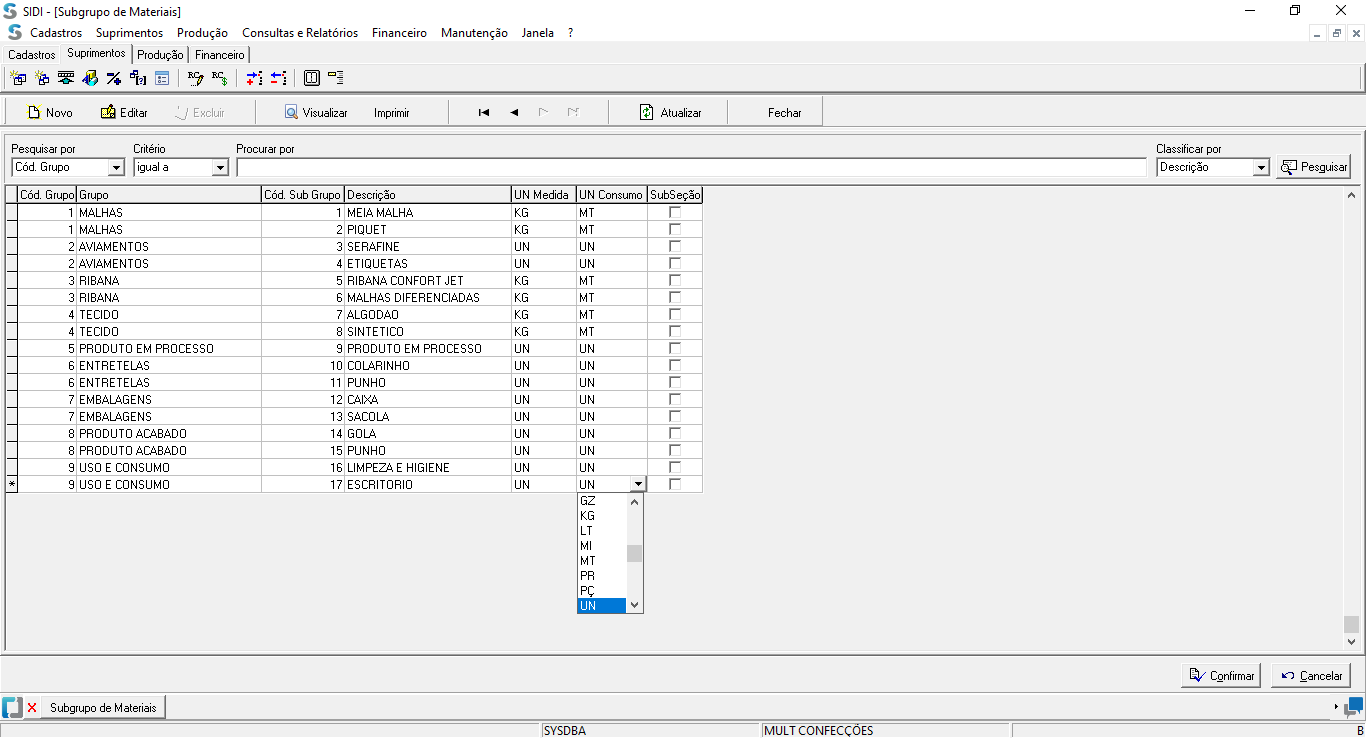 SIDI - [Subgrupo de Materiais]
Cadastros Suprimentos Produção Consultas e Relatórios Financeiro Manutenção Janela ?
Cadastros Suprimentos Produção Financeiro
Novo Editar Excluir Visualizar Imprimir Atualizar Fechar
Pesquisar por Critério Procurar por Classificar por
Cód. Grupo igual a Descrição Pesquisar
Cód. Grupo Grupo Cód. Sub Grupo Descrição UN Medida UN Consumo SubSeção
1 MALHAS 1 MEIA MALHA KG MT
1 MALHAS 2 PIQUET KG MT
2 AVIAMENTOS 3 SERAFINE UN UN
2 AVIAMENTOS 4 ETIQUETAS UN UN
3 RIBANA 5 RIBANA CONFORT JET KG MT
3 RIBANA 6 MALHAS DIFERENCIADAS KG MT
4 TECIDO 7 ALGODAO KG MT
4 TECIDO 8 SINTETICO KG MT
5 PRODUTO EM PROCESSO 9 PRODUTO EM PROCESSO UN UN
6 ENTRETELAS 10 COLARINHO UN UN
6 ENTRETELAS 11 PUNHO UN UN
7 EMBALAGENS 12 CAIXA UN UN
7 EMBALAGENS 13 SACOLA UN UN
8 PRODUTO ACABADO 14 GOLA UN UN
8 PRODUTO ACABADO 15 PUNHO UN UN
9 USO E CONSUMO 16 LIMPEZA E HIGIENE UN UN
* 9 USO E CONSUMO 17 ESCRITORIO UN UN
GZ
KG
LT
MI
MT
PR
PÇ
UN
Confirmar Cancelar
Subgrupo de Materiais
SYSDBA MULT CONFECÇÕES B